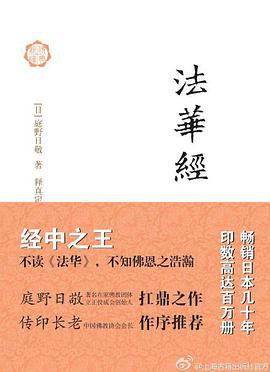 法華經
[日]庭野日敬 著 释真定
经中之王
不读《法华》，不知佛恩之浩瀚
庭野日敬 著名在家佛教团体 立正佼成会创始人 扛鼎之作
传印长老 中国佛教协会会长 作序推荐
畅销日本几十年
印数高达百万册
@上海古籍出版社官方